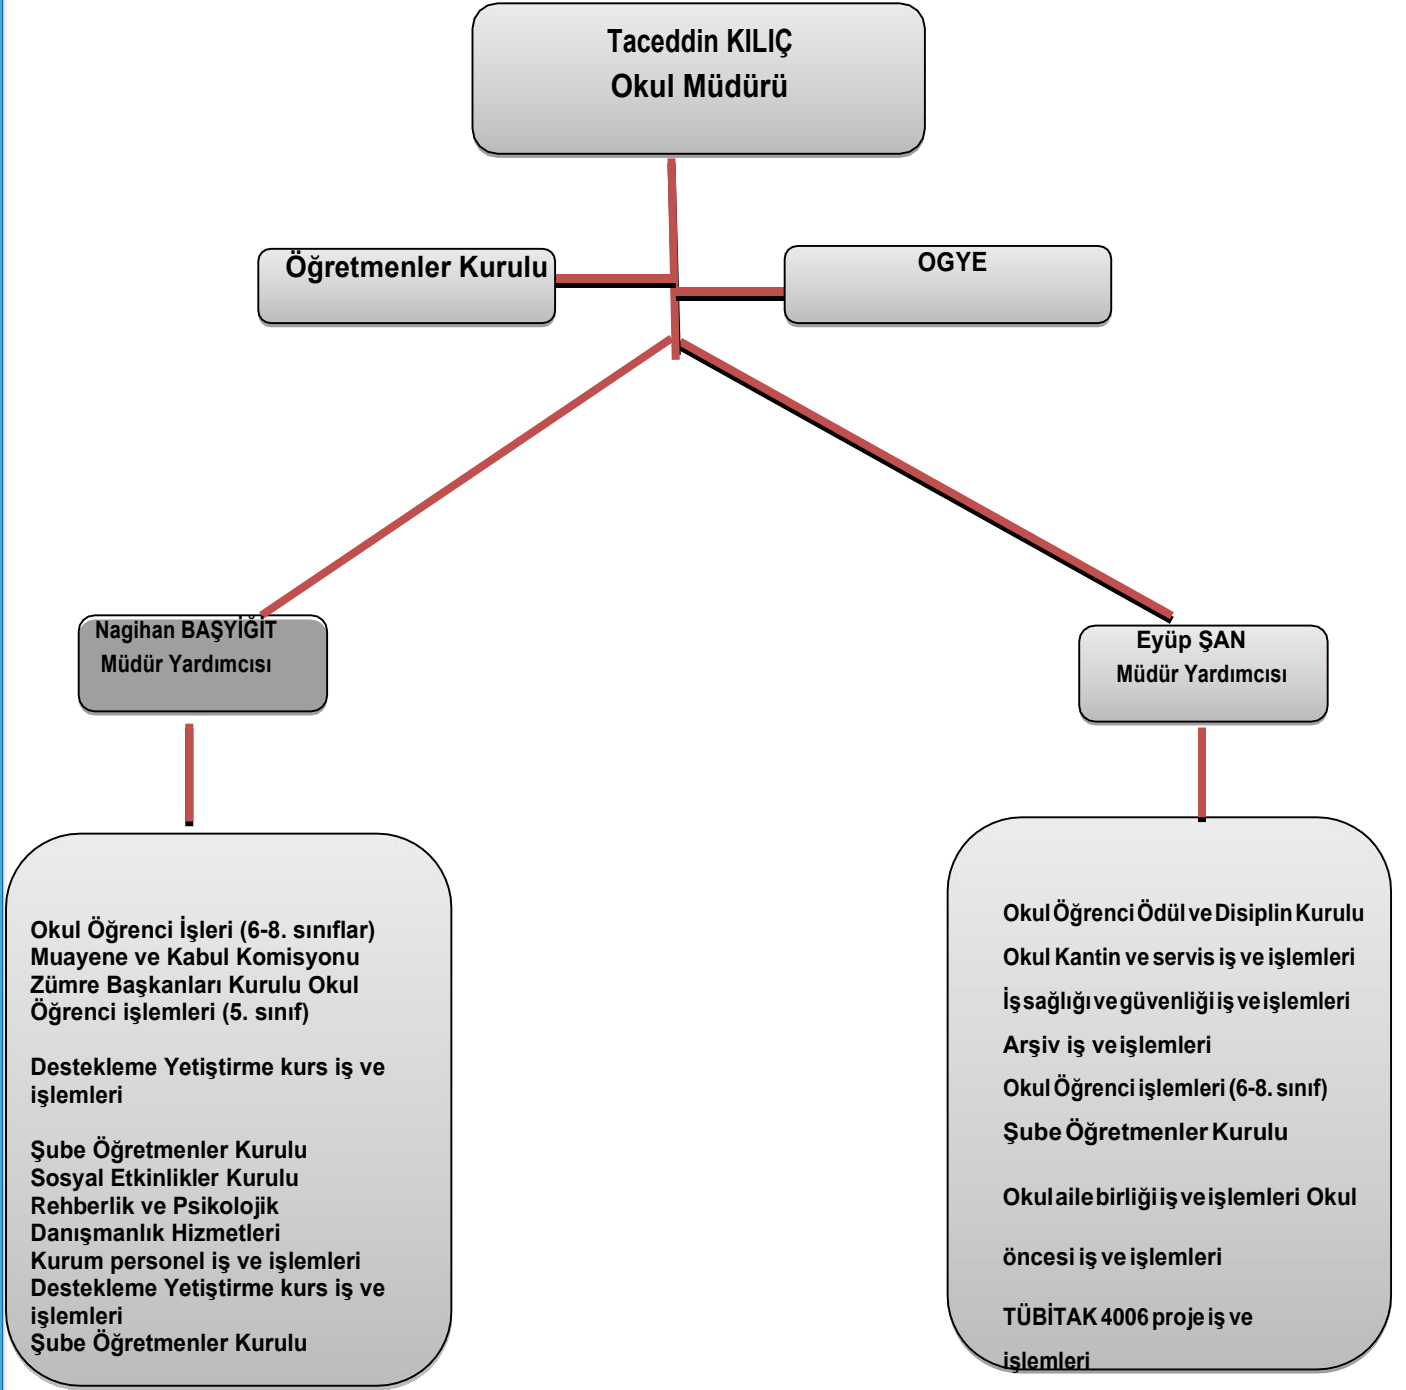 Taceddin KILIÇ
Okul Müdürü
Öğretmenler Kurulu
OGYE
Nagihan BAŞYİĞİT
Müdür Yardımcısı
Eyüp ŞAN
Müdür Yardımcısı
Okul Öğrenci İşleri (6-8. sınıflar)
Muayene ve Kabul Komisyonu
Zümre Başkanları Kurulu Okul
Öğrenci işlemleri (5. sınıf)
Destekleme Yetiştirme kurs iş ve
işlemleri
Şube Öğretmenler Kurulu
Sosyal Etkinlikler Kurulu
Rehberlik ve Psikolojik
Danışmanlık Hizmetleri
Kurum personel iş ve işlemleri
Destekleme Yetiştirme kurs iş ve
işlemleri
Şube Öğretmenler Kurulu
Okul Öğrenci Ödül ve Disiplin Kurulu
Okul Kantin ve servis iş ve işlemleri
İş sağlığı ve güvenliği iş ve işlemleri
Arşiv iş ve işlemleri
Okul Öğrenci işlemleri (6-8. sınıf)
Şube Öğretmenler Kurulu
Okul aile birliği iş ve işlemleri Okul
öncesi iş ve işlemleri
TÜBİTAK 4006 proje iş ve
işlemleri